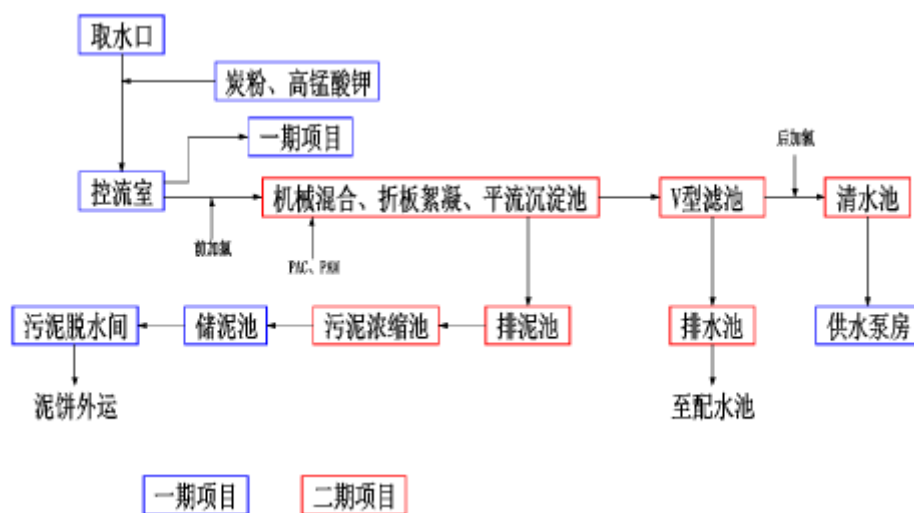 取水口
炭粉、高锰酸钾
一期项目
后加氯
控流室
机械混合、折板絮凝、平流沉淀池
V型滤池
清水池
前加氯
PAC、PAM
污泥脱水间
储泥池
污泥浓缩池
排泥池
排水池
供水泵房
泥饼外运
至配水池
一期项目
二期项目